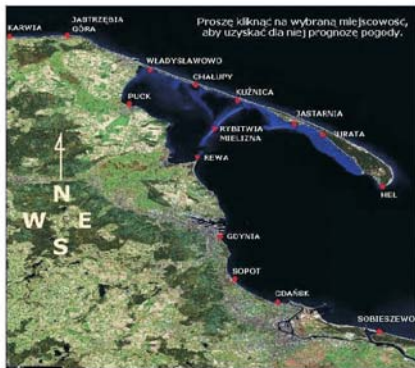 Proszę kliknąć na wybraną miejscowość,
aby uzyskać dla niej prognozę pogody.
KARWIA
JASTRZĘBIA
GÓRA
WŁADYSŁAWOWO
CHAŁUPY
PUCK
KUŹNICA
JASTARNIA
JURATA
RYBITWIA
MIELIZNA
REWA
HEL
N
W E
S
GDYNIA
SOPOT
GDAŃSK
SOBIESZEWO